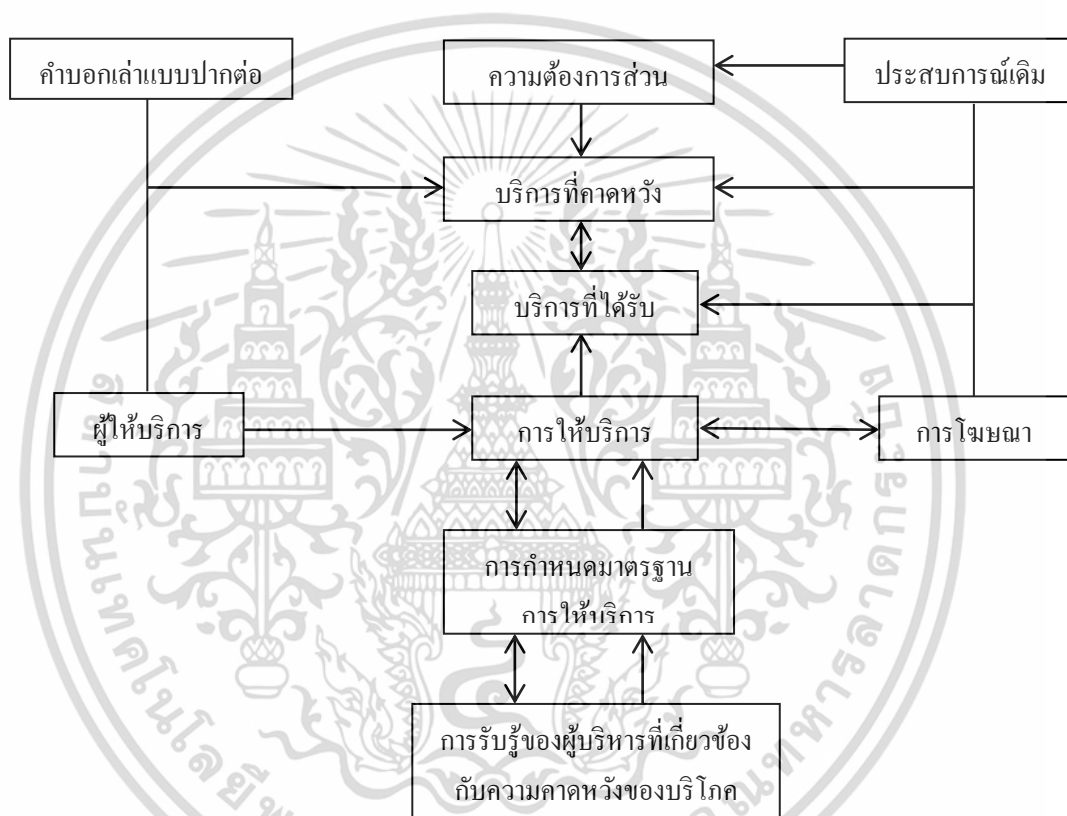 คำบอกเล่าแบบปากต่อ
ความต้องการส่วน
ประสบการณ์เดิม
บริการที่คาดหวัง
บริการที่ได้รับ
ผู้ให้บริการ
การให้บริการ
การโฆษณา
การกำหนดมาตรฐาน
การให้บริการ
การรับรู้ของผู้บริหารที่เกี่ยวข้อง
กับความคาดหวังของบริโภค